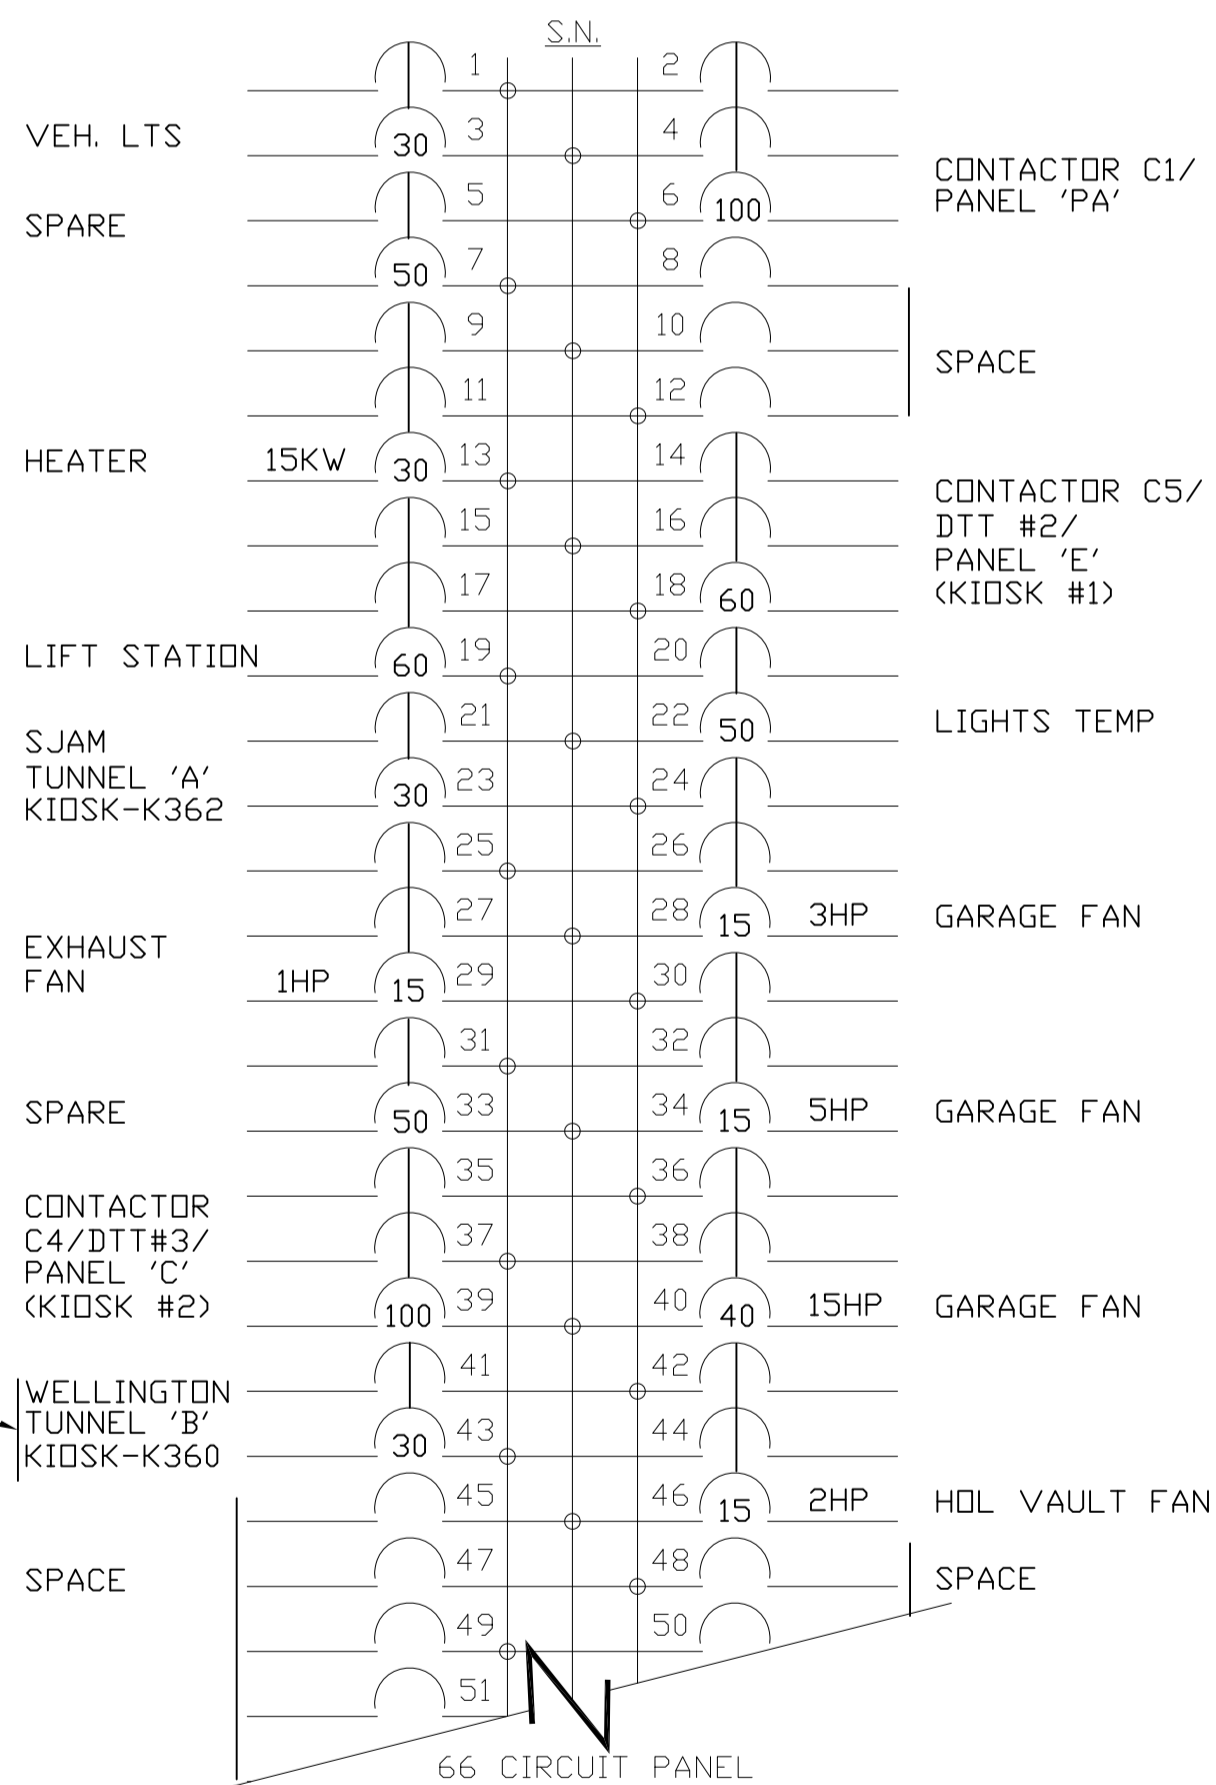 S.N.
1 2
VEH. LTS 30 3 4
CONTACTOR C1/
PANEL 'PA'
5 6 100
SPARE
50 7 8
9 10
SPACE
11 12
HEATER 15KW 30 13 14
CONTACTOR C5/
DTT #2/
PANEL 'E'
(KIOSK #1)
15 16
17 18 60
LIFT STATION 60 19 20
21 22 50 LIGHTS TEMP
SJAM
TUNNEL 'A'
KIOSK-K362
30 23 24
25 26
27 28 15 3HP GARAGE FAN
EXHAUST
FAN
1HP 15 29 30
31 32
SPARE 50 33 34 15 5HP GARAGE FAN
35 36
CONTACTOR
C4/DTT#3/
PANEL 'C'
(KIOSK #2)
37 38
100 39 40 40 15HP GARAGE FAN
41 42
WELLINGTON
TUNNEL 'B'
KIOSK-K360
30 43 44
45 46 15 2HP HOL VAULT FAN
SPACE 47 48 SPACE
49 50
51
66 CIRCUIT PANEL